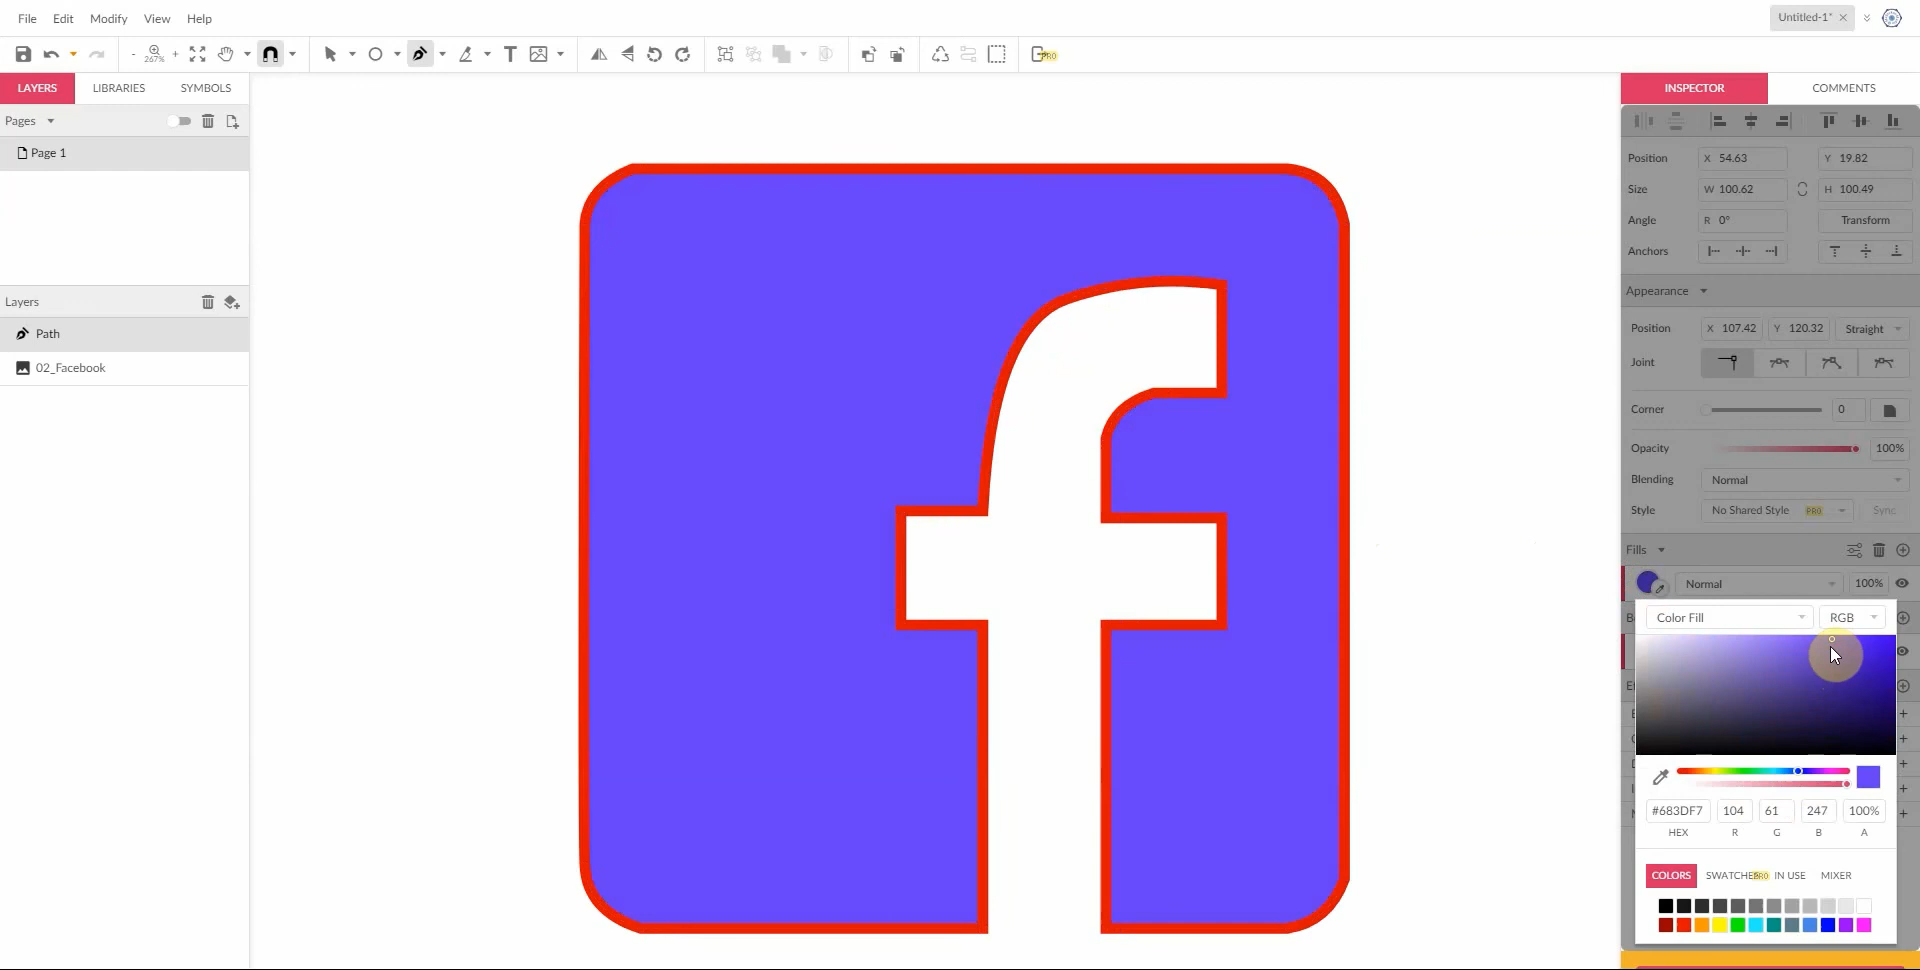 File Edit Modify View Help
Untitled-1*
267%
PRO
LAYERS LIBRARIES SYMBOLS
INSPECTOR COMMENTS
Pages
Page 1
Position X 54.63 Y 19.82
Size W 100.62 H 100.49
Angle R 0° Transform
Anchors
Layers
Appearance
Path
Position X 107.42 Y 120.32 Straight
02_Facebook
Joint
f
Corner 0
Opacity 100%
Blending Normal
Style No Shared Style PRO Sync
Fills
Normal 100%
Color Fill RGB
#683DF7 104 61 247 100%
HEX R G B A
COLORS SWATCHES PRO IN USE MIXER